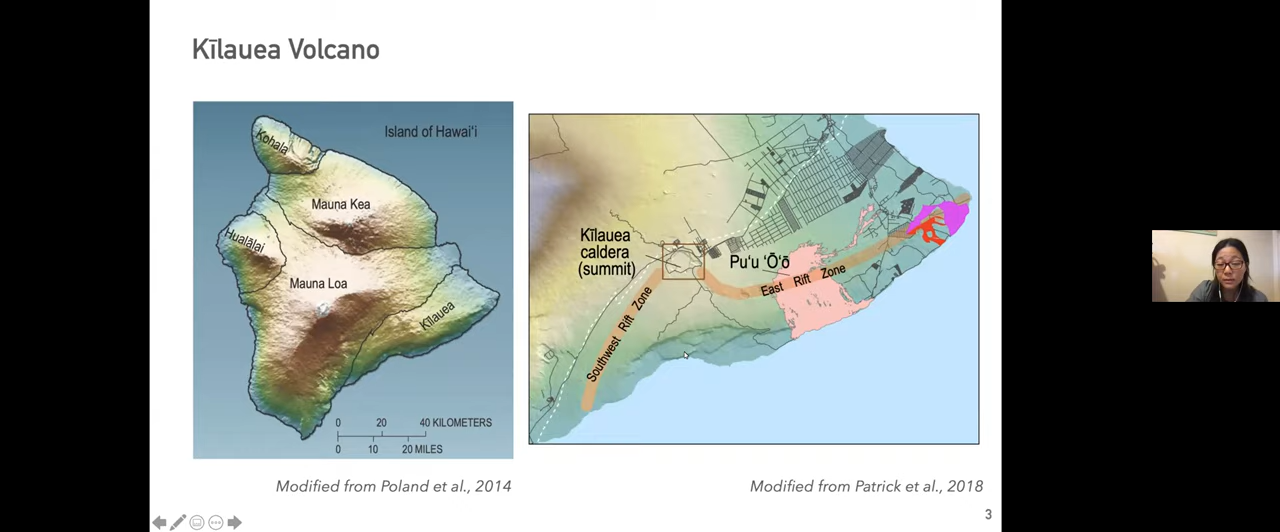 Kīlauea Volcano
Island of Hawaiʻi
Kohala
Mauna Kea
Hualālai
Mauna Loa
Kīlauea
0 20 40 KILOMETERS
0 10 20 MILES
Modified from Poland et al., 2014
Kīlauea
caldera
(summit)
Puʻu ʻŌʻō
East Rift Zone
Southwest Rift Zone
Modified from Patrick et al., 2018
3